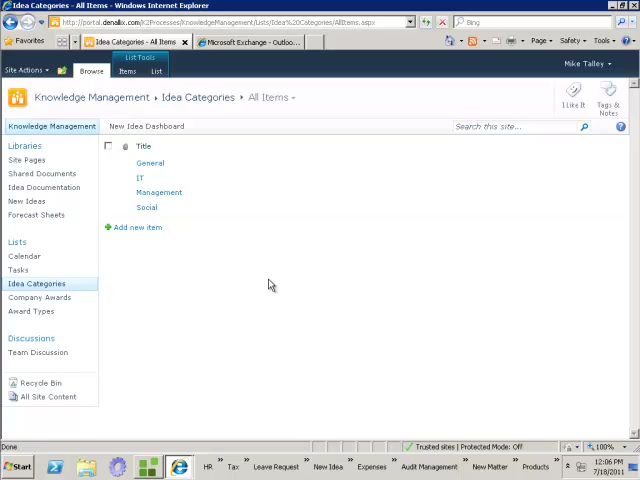 Idea Categories - All Items - Windows Internet Explorer
http://portal.denallix.com/K2Processes/KnowledgeManagement/Lists/Idea%20Categories/AllItems.aspx
Bing
Favorites
Idea Categories - All Items
Microsoft Exchange - Outloo...
Page
Safety
Tools
List Tools
Site Actions
Browse
Items
List
Mike Talley
Knowledge Management
Idea Categories
All Items
I Like It
Tags & Notes
Knowledge Management
New Idea Dashboard
Search this site...
Libraries
Site Pages
Shared Documents
Idea Documentation
New Ideas
Forecast Sheets
Lists
Calendar
Tasks
Idea Categories
Company Awards
Award Types
Discussions
Team Discussion
Recycle Bin
All Site Content
Title
General
IT
Management
Social
Add new item
Done
Trusted sites | Protected Mode: Off
100%
Start
HR
Tax
Leave Request
New Idea
Expenses
Audit Management
New Matter
Products
12:06 PM
7/18/2011